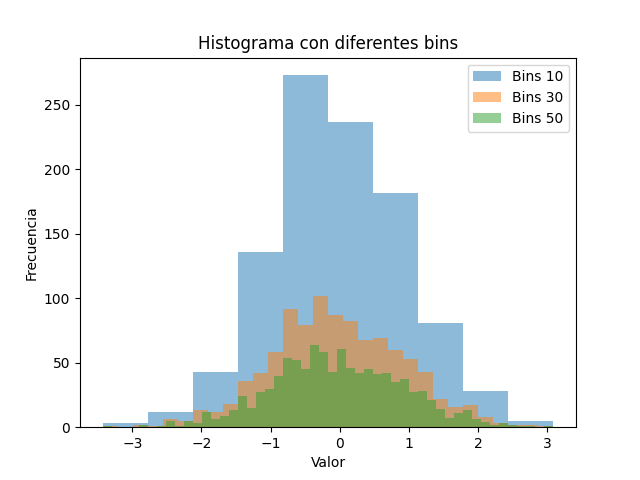 Histograma con diferentes bins
Bins 10
Bins 30
Bins 50
250
200
150
100
50
0
Frecuencia
−3
−2
−1
0
1
2
3
Valor